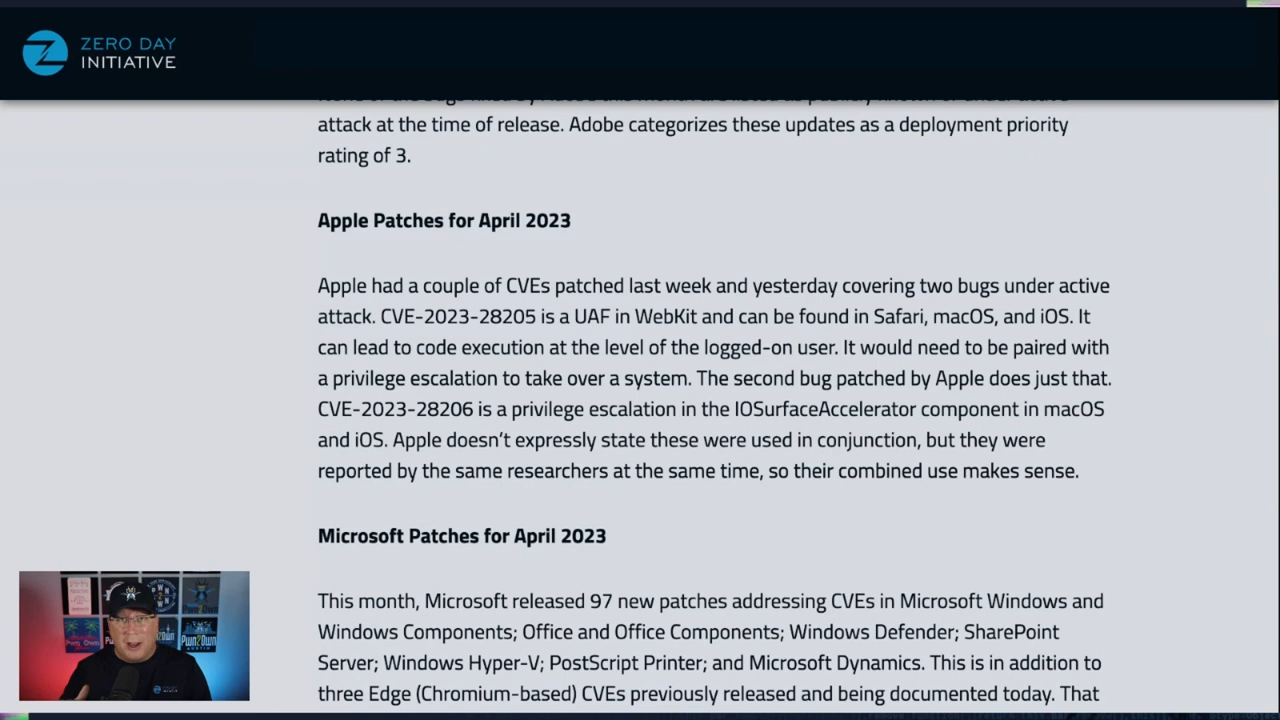 ZERO DAY
INITIATIVE
attack at the time of release. Adobe categorizes these updates as a deployment priority
rating of 3.
Apple Patches for April 2023
Apple had a couple of CVEs patched last week and yesterday covering two bugs under active
attack. CVE-2023-28205 is a UAF in WebKit and can be found in Safari, macOS, and iOS. It
can lead to code execution at the level of the logged-on user. It would need to be paired with
a privilege escalation to take over a system. The second bug patched by Apple does just that.
CVE-2023-28206 is a privilege escalation in the IOSurfaceAccelerator component in macOS
and iOS. Apple doesn’t expressly state these were used in conjunction, but they were
reported by the same researchers at the same time, so their combined use makes sense.
Microsoft Patches for April 2023
This month, Microsoft released 97 new patches addressing CVEs in Microsoft Windows and
Windows Components; Office and Office Components; Windows Defender; SharePoint
Server; Windows Hyper-V; PostScript Printer; and Microsoft Dynamics. This is in addition to
three Edge (Chromium-based) CVEs previously released and being documented today. That
Pwn2Own
AUSTIN